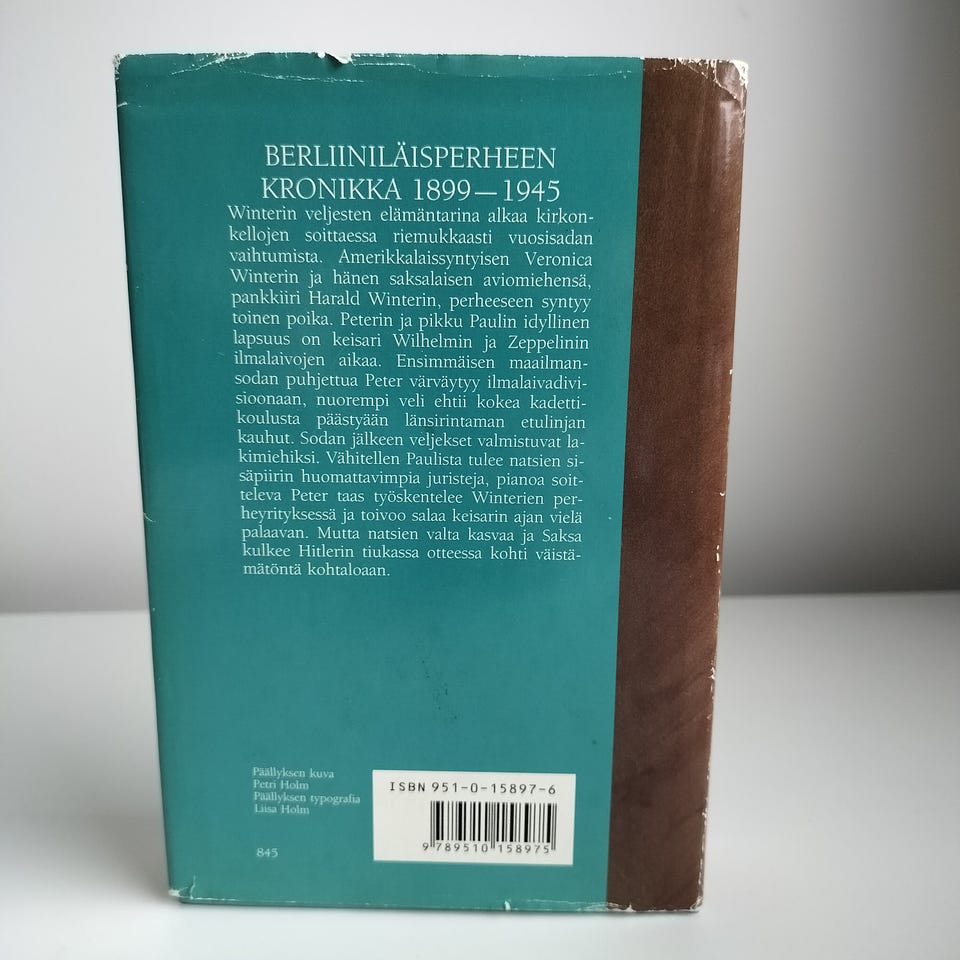 BERLIINILÄISPERHEEN
KRONIKKA 1899—1945
Winterin veljesten elämäntarina alkaa kirkon-
kellojen soittaessa riemukkaasti vuosisadan
vaihtumista. Amerikkalaissyntyisen Veronica
Winterin ja hänen saksalaisen aviomiehensä,
pankkiiri Harald Winterin, perheeseen syntyy
toinen poika. Peterin ja pikku Paulin idyllinen
lapsuus on keisari Wilhelmin ja Zeppelinin
ilmalaivojen aikaa. Ensimmäisen maailman-
sodan puhjettua Peter värväytyy ilmalaivadivi-
sioonaan, nuorempi veli ehtii kokea kadetti-
koulusta päästyään länsirintaman etulinjan
kauhut. Sodan jälkeen veljekset valmistuvat la-
kimiehiksi. Vähitellen Paulista tulee natsien si-
säpiirin huomattavimpia juristeja, pianoa soit-
televa Peter taas työskentelee Winterien per-
heyrityksessä ja toivoo salaa keisarin ajan vielä
palaavan. Mutta natsien valta kasvaa ja Saksa
kulkee Hitlerin tiukassa otteessa kohti väistä-
mätöntä kohtaloaan.
Päällyksen kuva
Petri Holm
Päällyksen typografia
Liisa Holm
845
ISBN 951-0-15897-6
9 789510 158975